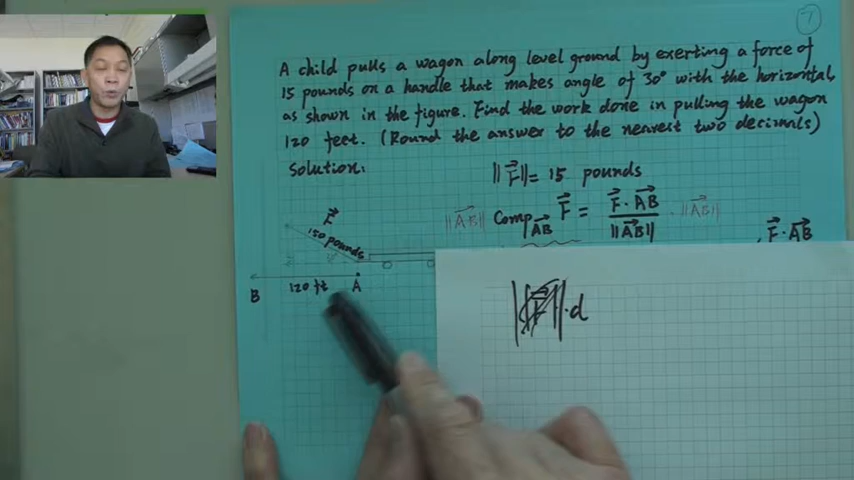 7
A child pulls a wagon along level ground by exerting a force of
15 pounds on a handle that makes angle of 30° with the horizontal,
as shown in the figure. Find the work done in pulling the wagon
120 feet. (Round the answer to the nearest two decimals)
Solution:
||F⃗|| = 15 pounds
||AB⃗|| Comp_AB⃗ F⃗ = F⃗ · AB⃗ / ||AB⃗|| · ||AB⃗||
F⃗ · AB⃗
F⃗
150 pounds
B 120 ft A
||F⃗|| · d